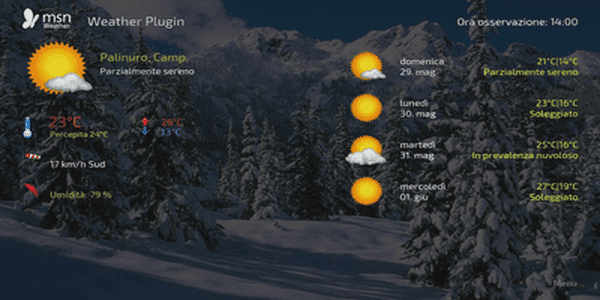 msn
Weather
Weather Plugin
Ora osservazione: 14:00
Palinuro, Camp.
Parzialmente sereno
23°C
Percepita 24°C
13°C
17 km/h Sud
Umidità: 79 %
domenica
29. mag
21°C|14°C
Parzialmente sereno
lunedì
30. mag
23°C|16°C
Soleggiato
martedì
31. mag
25°C|16°C
In prevalenza nuvoloso
mercoledì
01. giu
27°C|19°C
Soleggiato
Menu